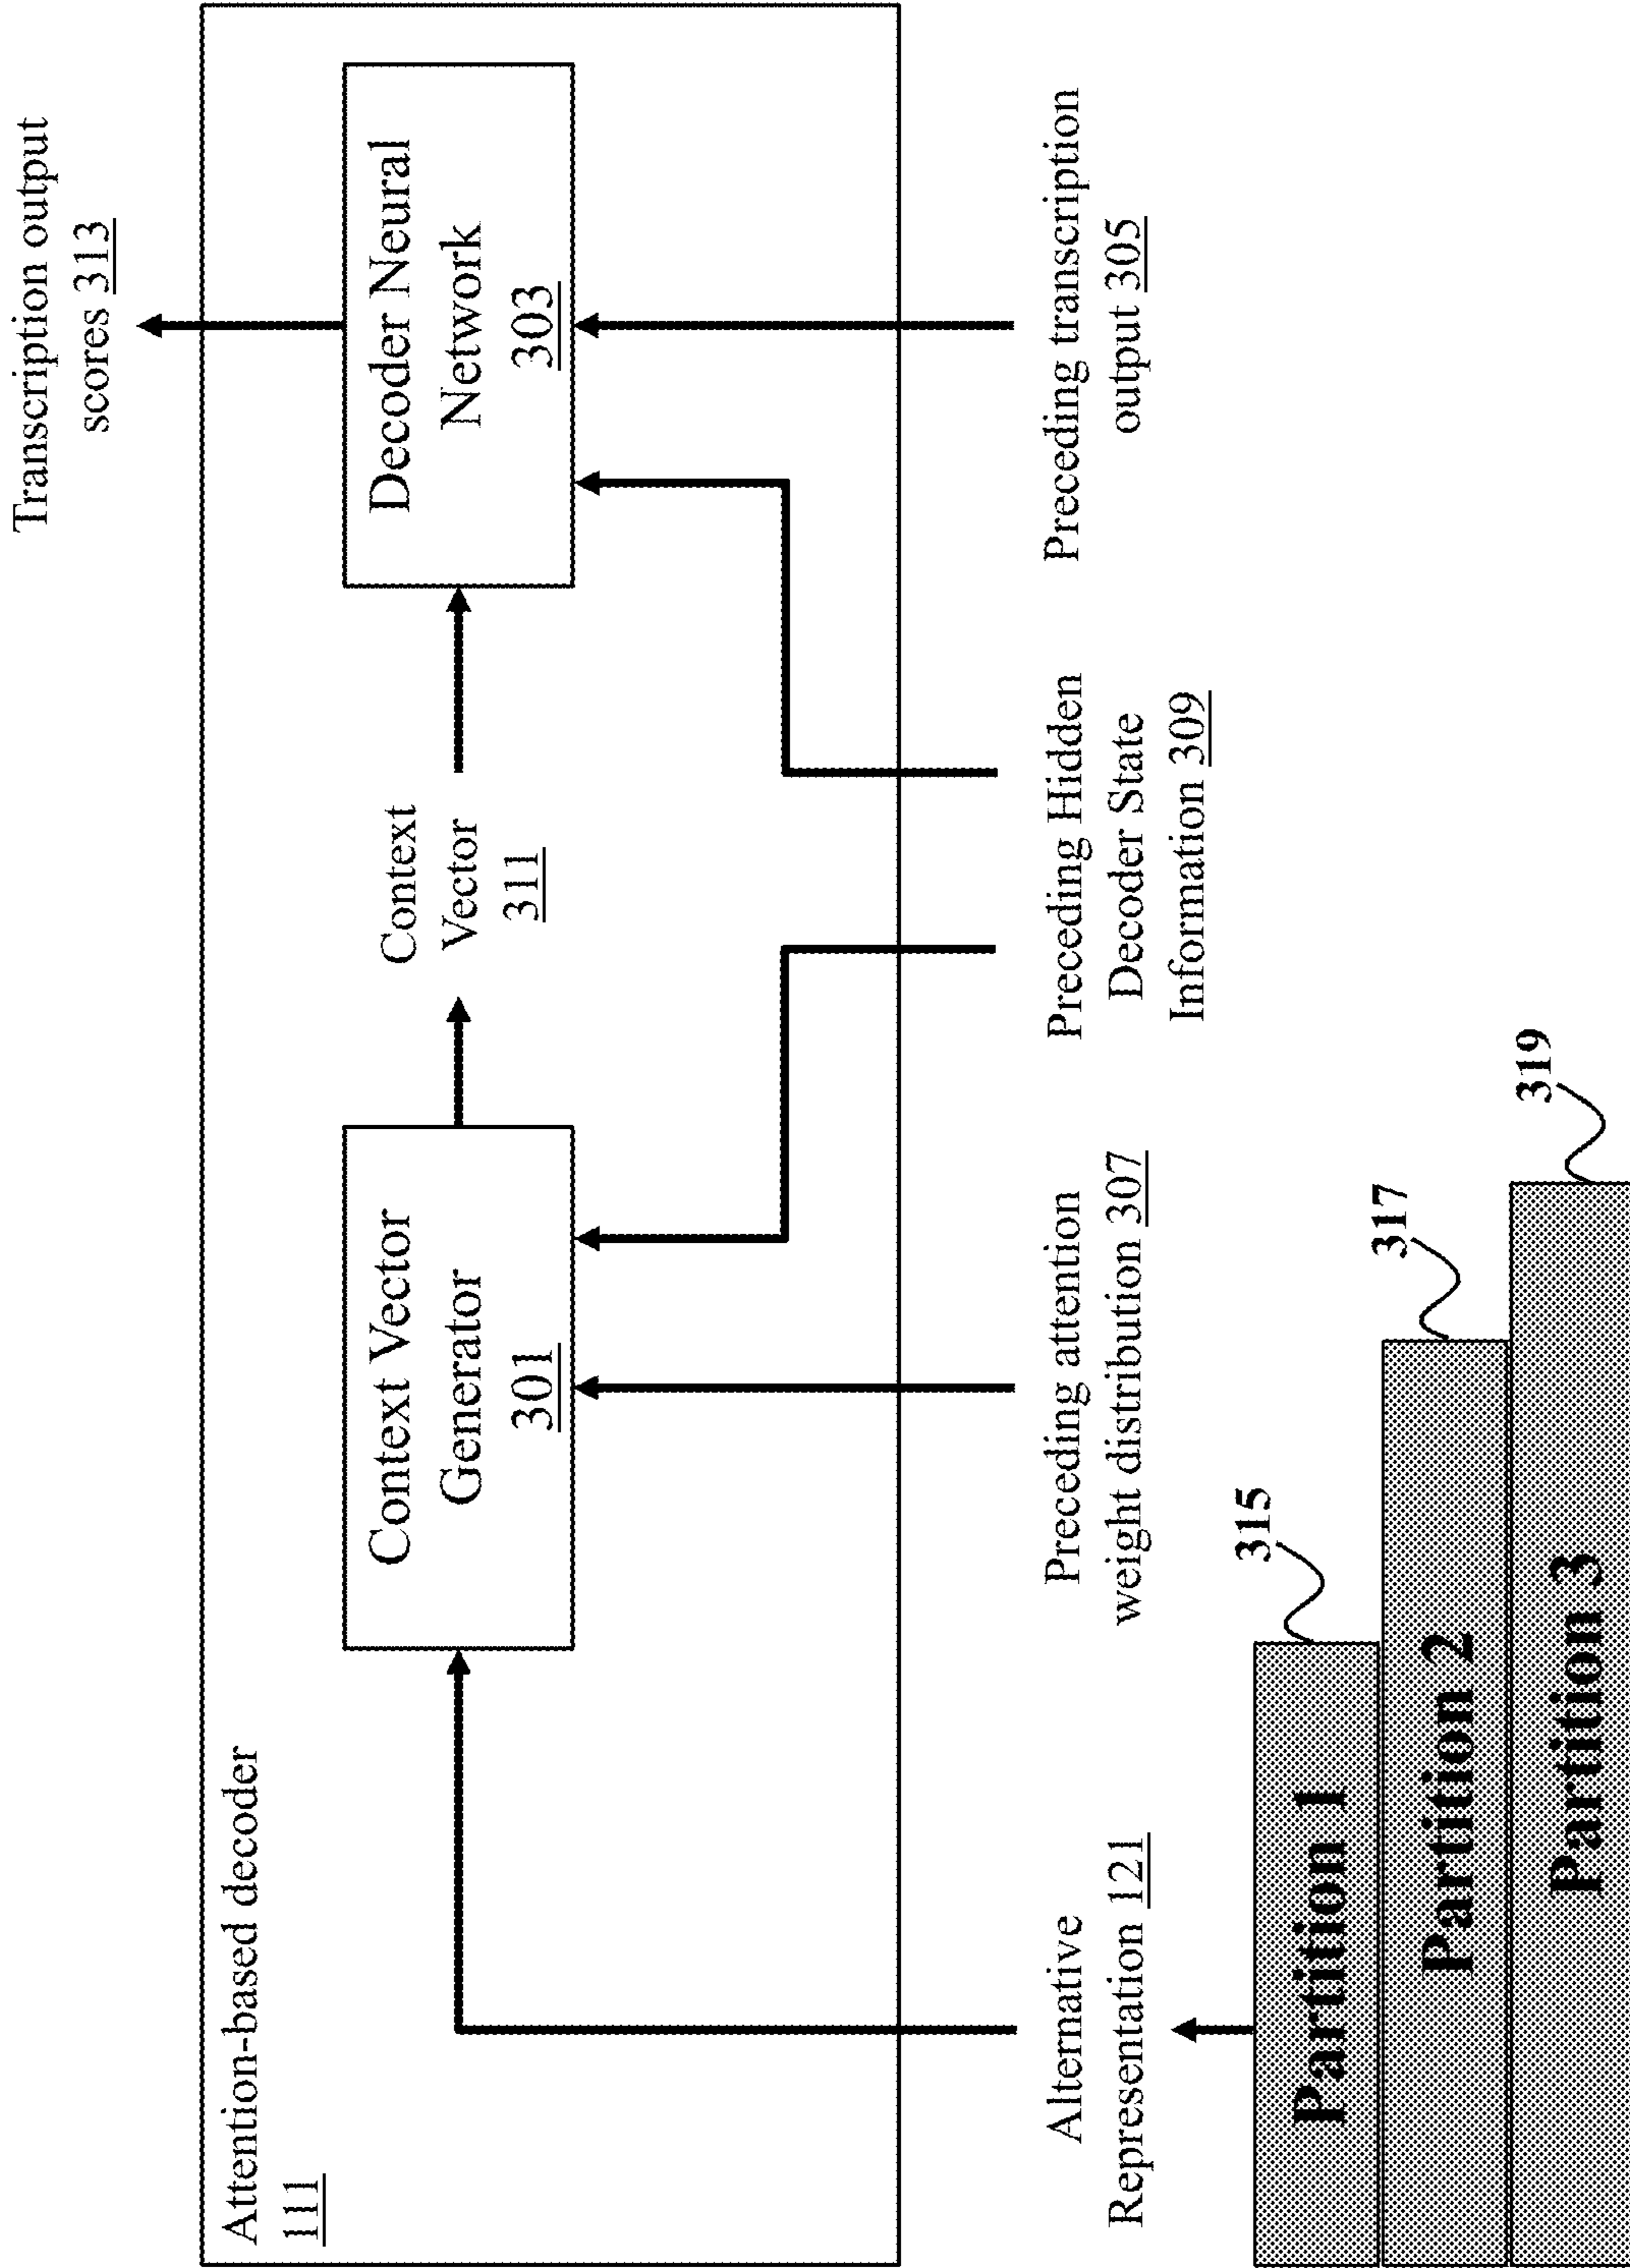 Transcription output
scores 313
Attention-based decoder
111
Context Vector
Generator
301
Context
Vector
311
Decoder Neural
Network
303
Alternative
Representation 121
Preceding attention
weight distribution 307
Preceding Hidden
Decoder State
Information 309
Preceding transcription
output 305
Partition 1
315
Partition 2
317
Partition 3
319